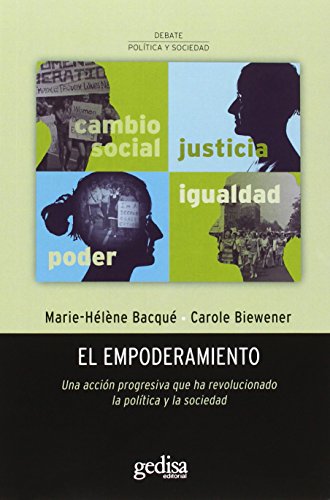 DEBATE
POLÍTICA Y SOCIEDAD
cambio
social
justicia
igualdad
poder
Marie-Hélène Bacqué • Carole Biewener
EL EMPODERAMIENTO
Una acción progresiva que ha revolucionado
la política y la sociedad
gedisa
editorial